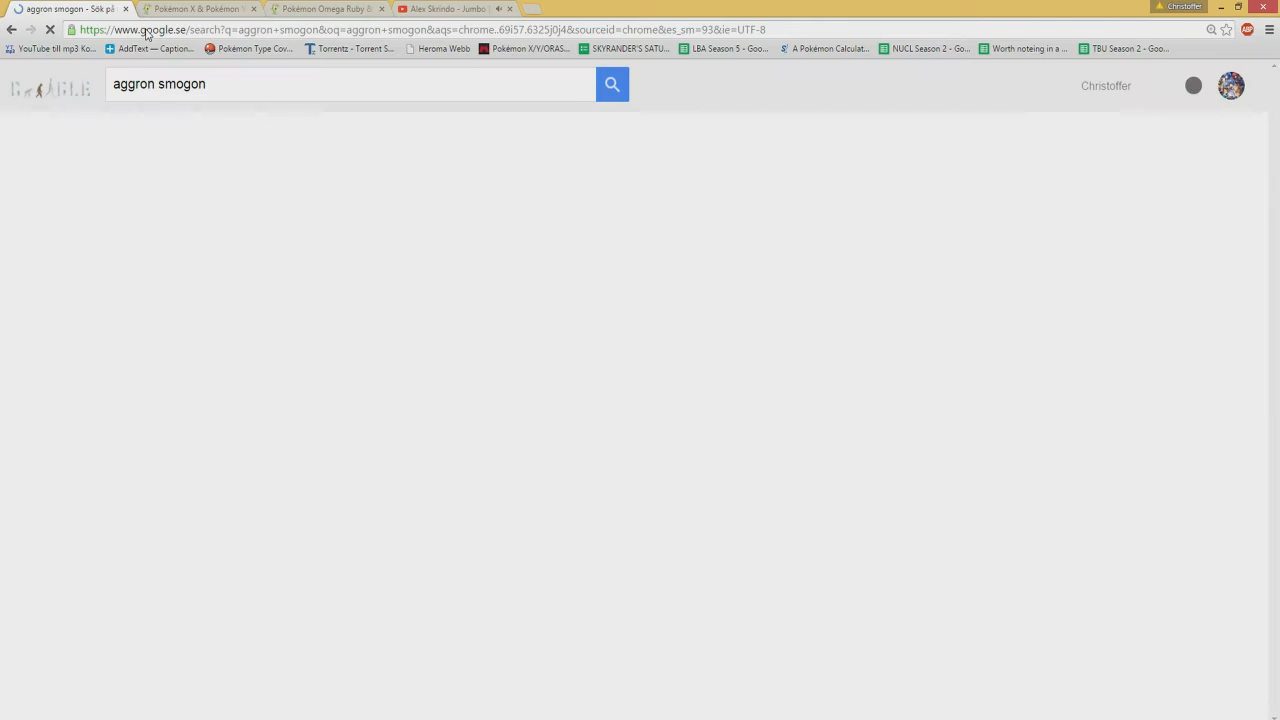 aggron smogon - Sök på
Pokémon X & Pokémon Y
Pokémon Omega Ruby &
Alex Skrindo - Jumbo
Christoffer
https://www.google.se/search?q=aggron+smogon&oq=aggron+smogon&aqs=chrome..69i57.6325j0j4&sourceid=chrome&es_sm=93&ie=UTF-8
ABP
YouTube till mp3 Ko...
AddText — Caption...
Pokémon Type Cov...
Torrentz - Torrent S...
Heroma Webb
Pokémon X/Y/ORAS...
SKYRANDER'S SATU...
LBA Season 5 - Goo...
A Pokémon Calculat...
NUCL Season 2 - Go...
Worth noteing in a ...
TBU Season 2 - Goo...
aggron smogon
Christoffer